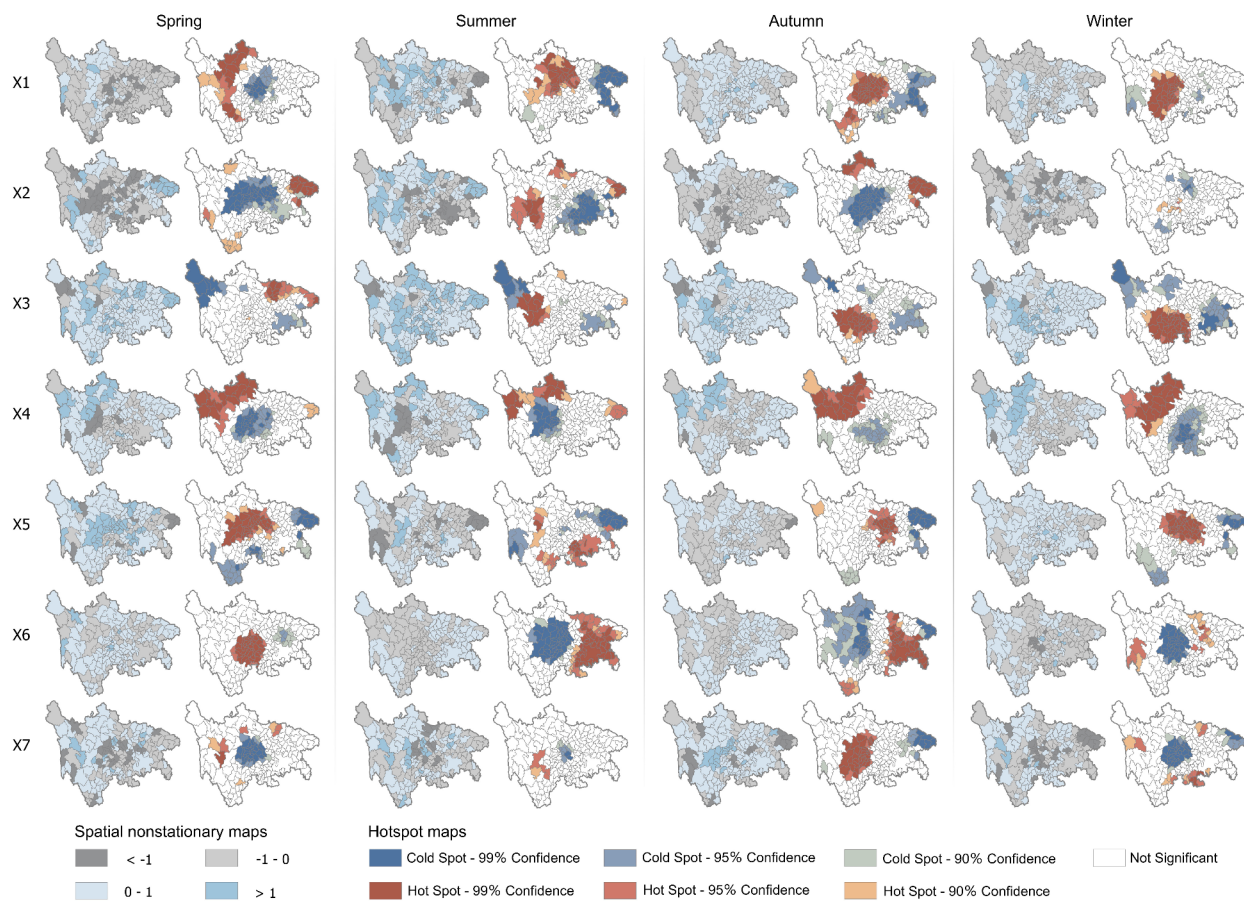 Spring Summer Autumn Winter
X1
X2
X3
X4
X5
X6
X7
Spatial nonstationary maps
< -1 -1 - 0
0 - 1 > 1
Hotspot maps
Cold Spot - 99% Confidence Cold Spot - 95% Confidence Cold Spot - 90% Confidence Not Significant
Hot Spot - 99% Confidence Hot Spot - 95% Confidence Hot Spot - 90% Confidence